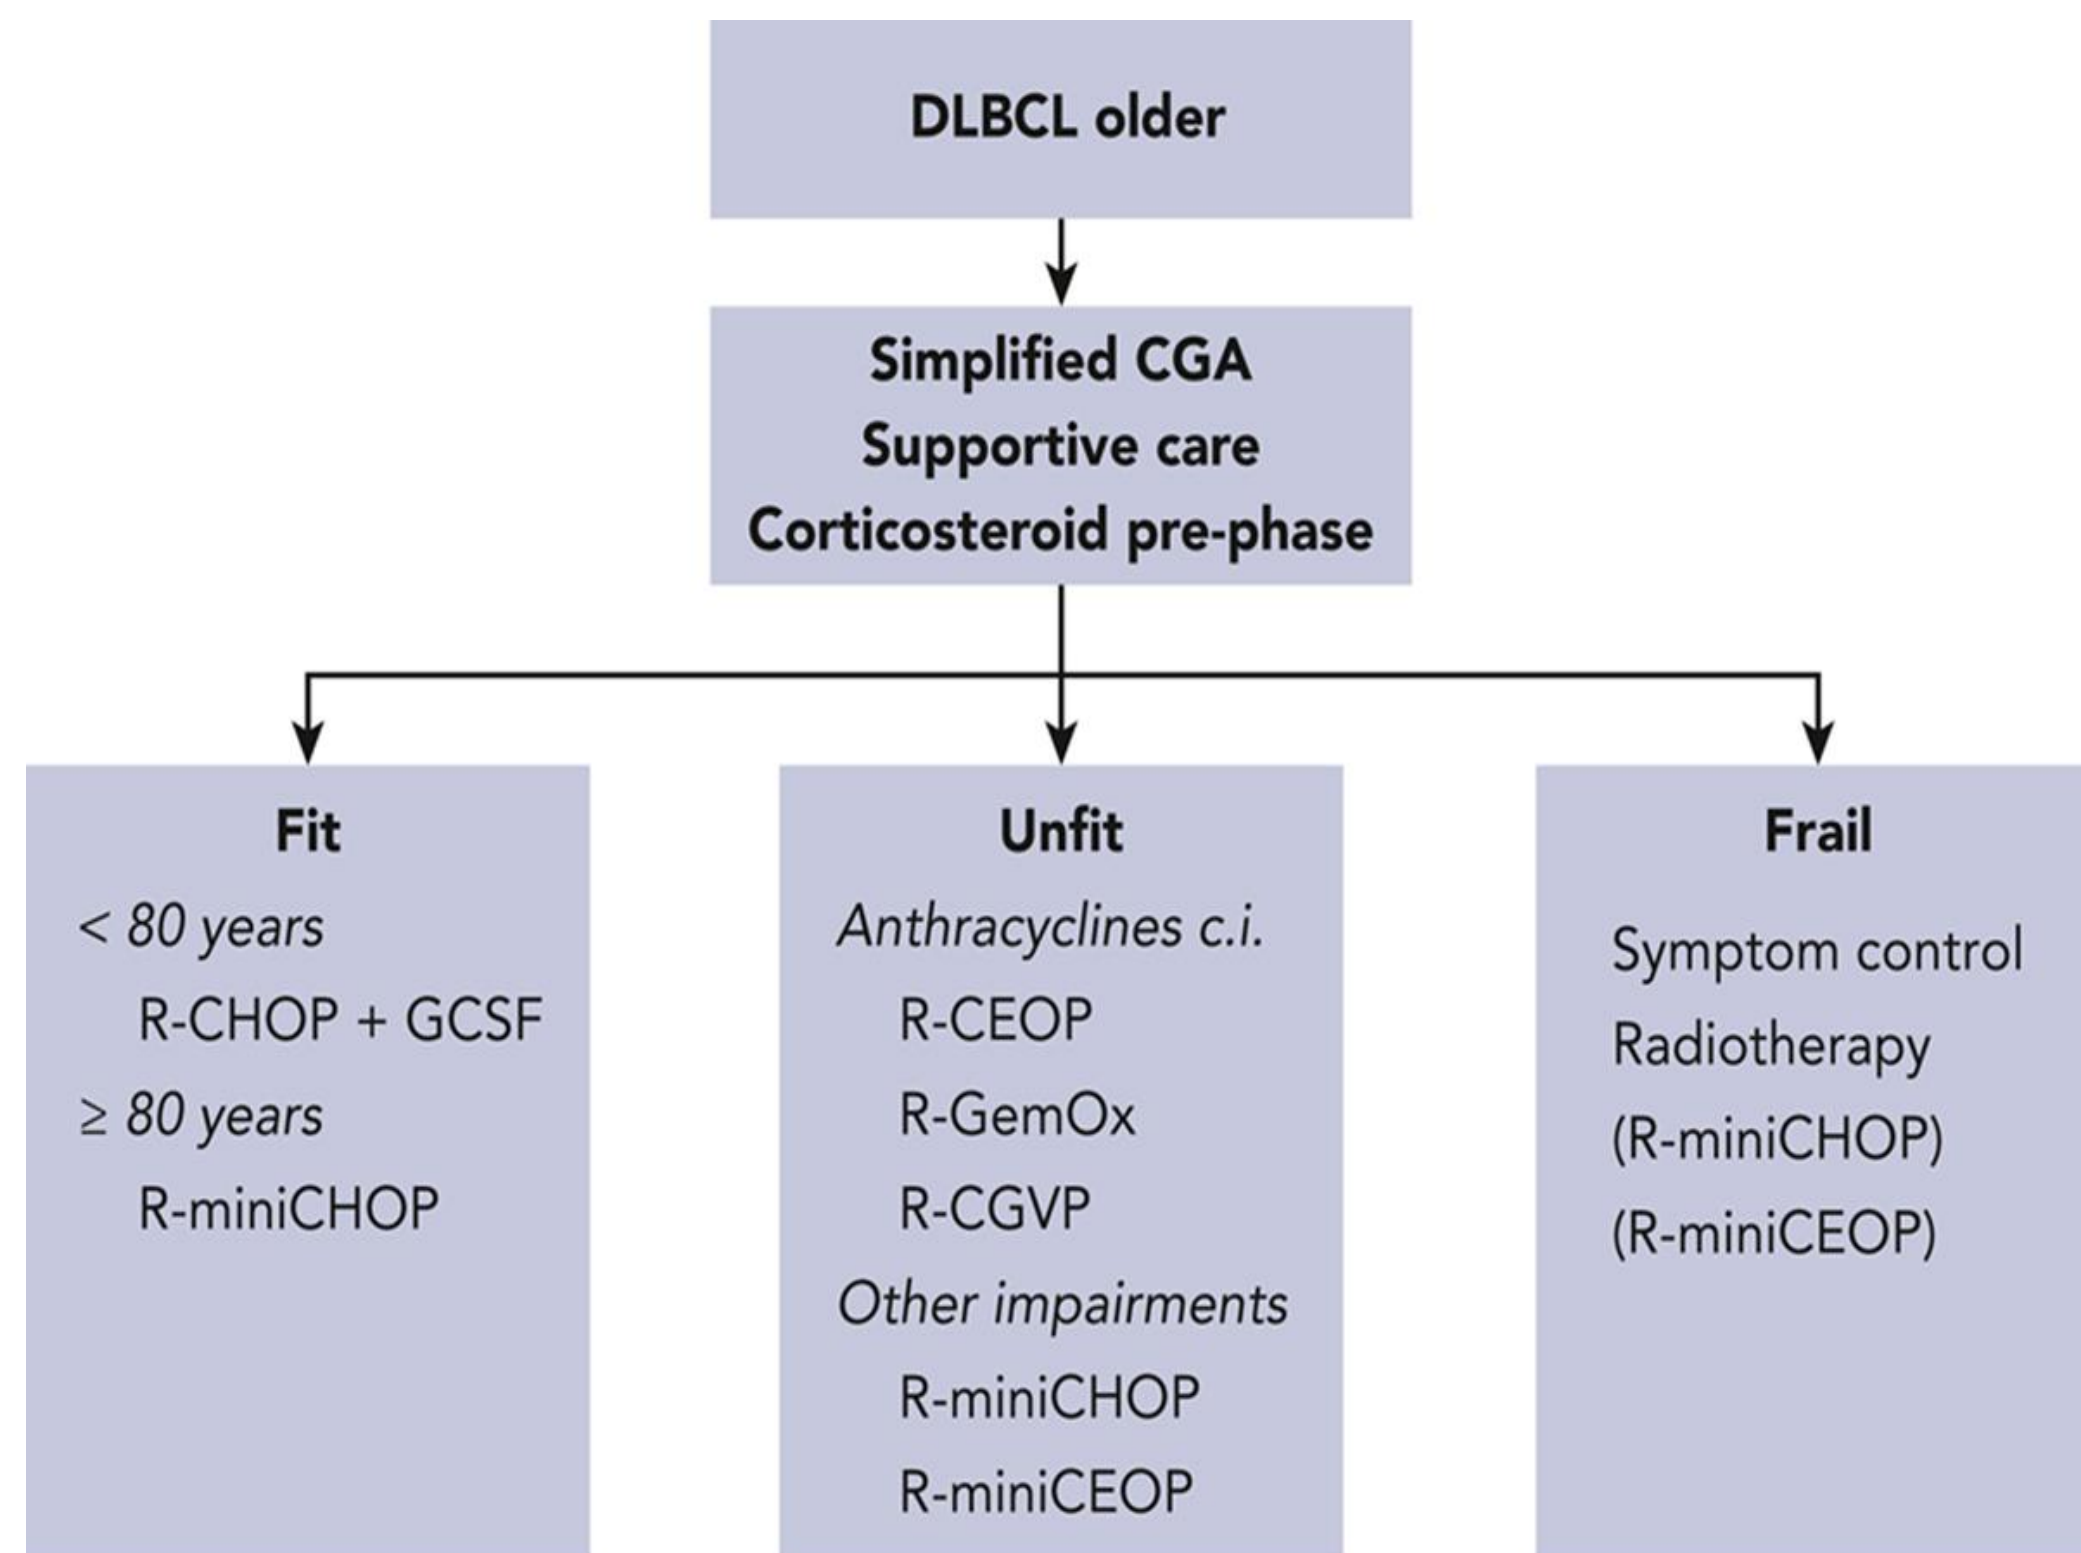 DLBCL older
Simplified CGA
Supportive care
Corticosteroid pre-phase
Fit
< 80 years
R-CHOP + GCSF
≥ 80 years
R-miniCHOP
Unfit
Anthracyclines c.i.
R-CEOP
R-GemOx
R-CGVP
Other impairments
R-miniCHOP
R-miniCEOP
Frail
Symptom control
Radiotherapy
(R-miniCHOP)
(R-miniCEOP)